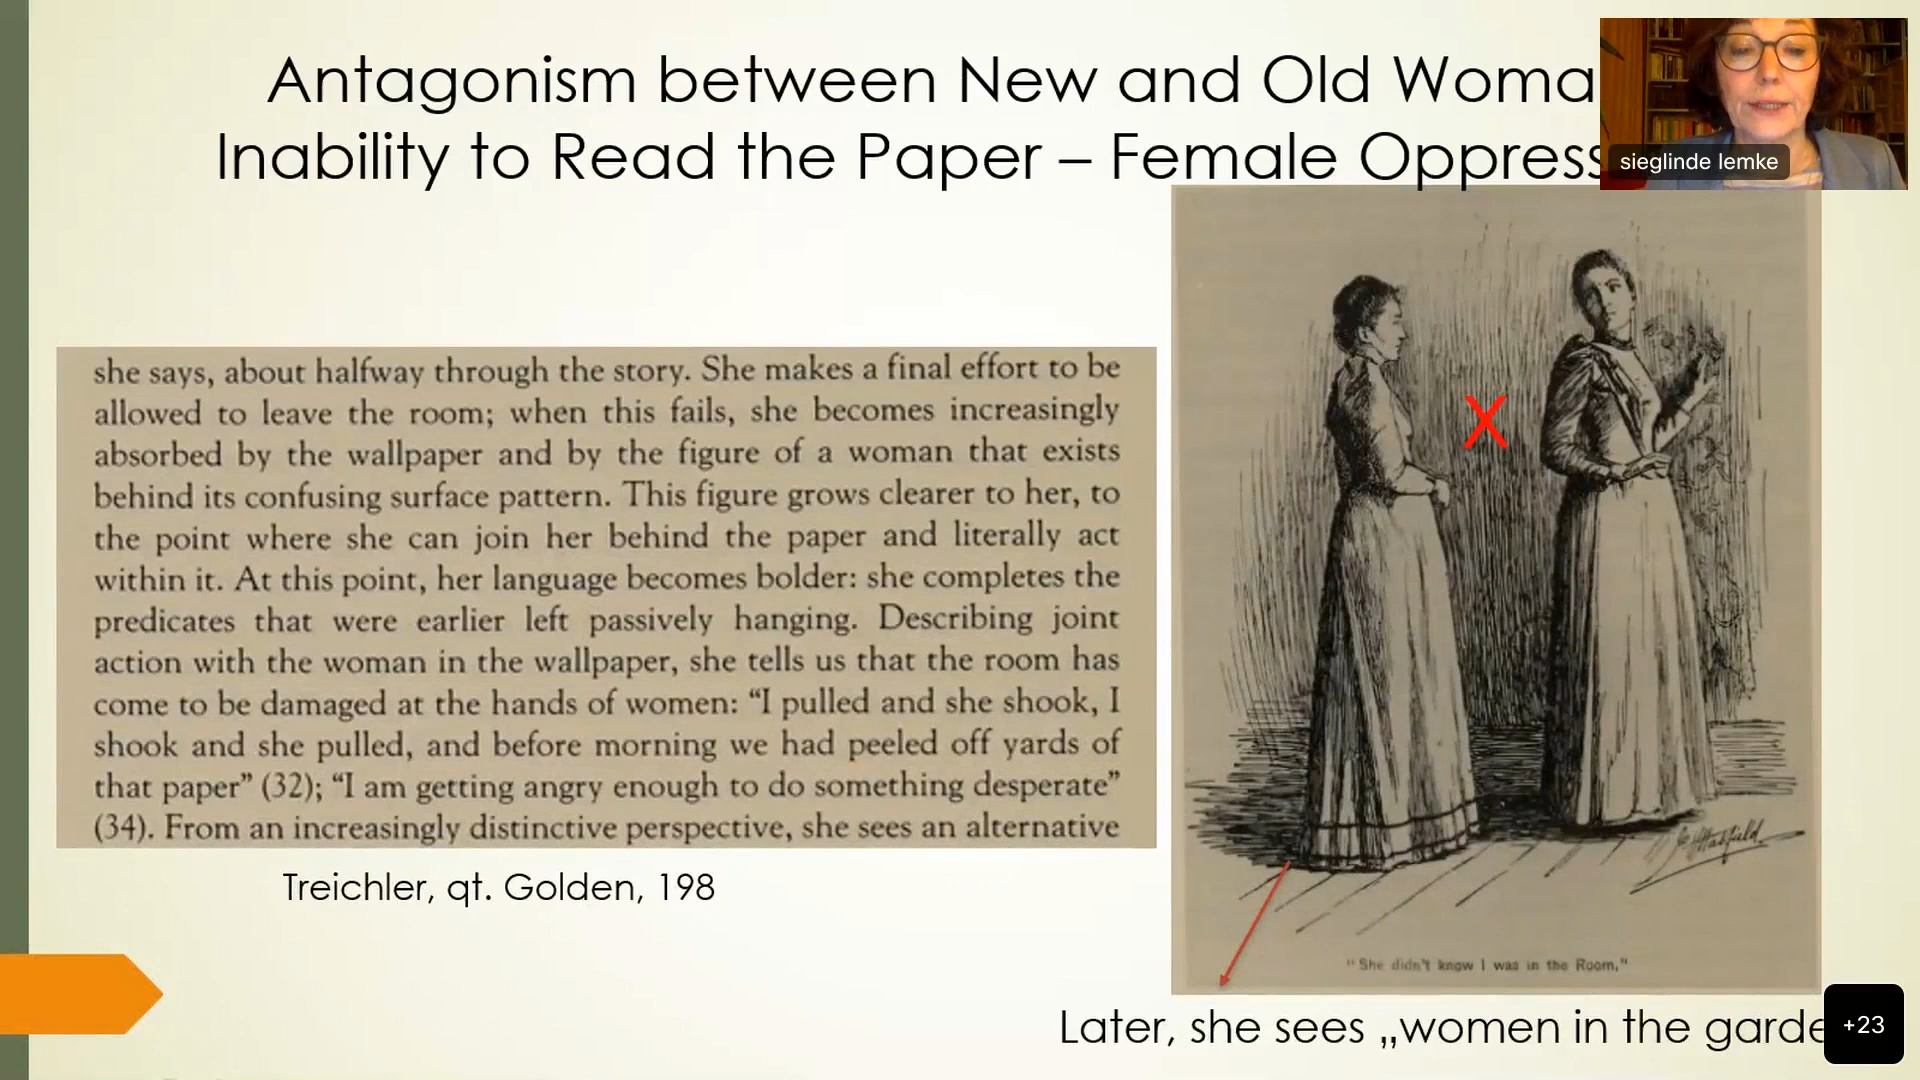 Antagonism between New and Old Woma
Inability to Read the Paper – Female Oppress
sieglinde lemke
she says, about halfway through the story. She makes a final effort to be
allowed to leave the room; when this fails, she becomes increasingly
absorbed by the wallpaper and by the figure of a woman that exists
behind its confusing surface pattern. This figure grows clearer to her, to
the point where she can join her behind the paper and literally act
within it. At this point, her language becomes bolder: she completes the
predicates that were earlier left passively hanging. Describing joint
action with the woman in the wallpaper, she tells us that the room has
come to be damaged at the hands of women: “I pulled and she shook, I
shook and she pulled, and before morning we had peeled off yards of
that paper” (32); “I am getting angry enough to do something desperate”
(34). From an increasingly distinctive perspective, she sees an alternative
Treichler, qt. Golden, 198
X
"She didn't know I was in the Room."
Later, she sees „women in the garde
+23